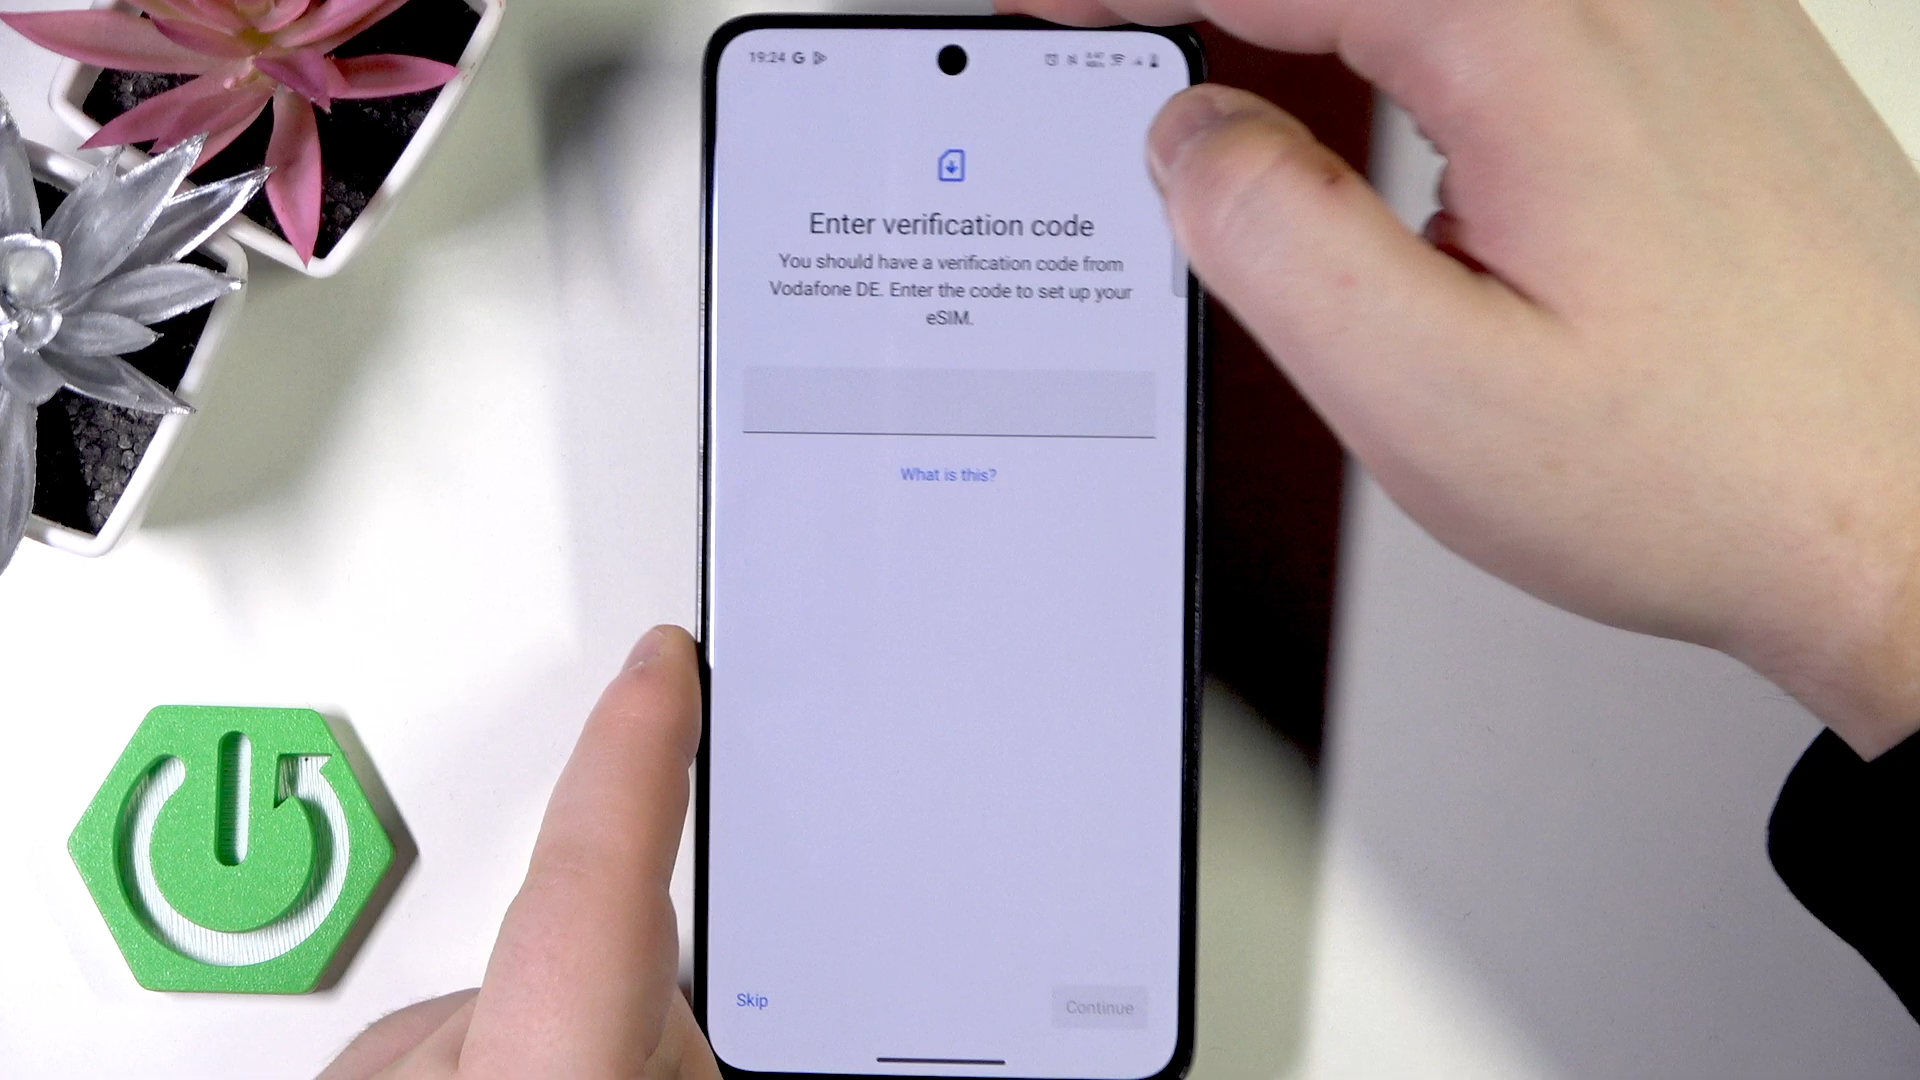 19:24 G
Enter verification code
You should have a verification code from
Vodafone DE. Enter the code to set up your
eSIM.
What is this?
Skip
Continue